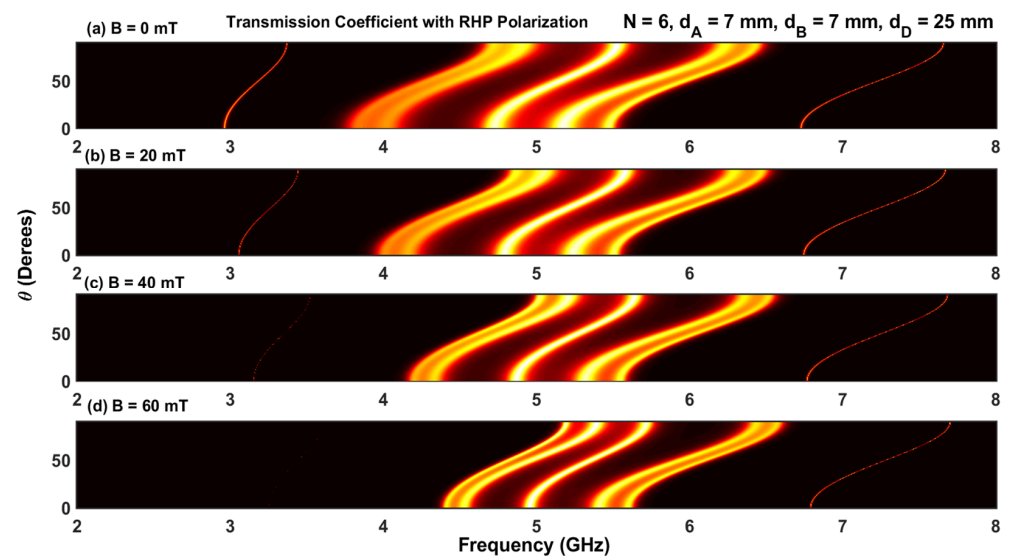 Transmission Coefficient with RHP Polarization
N = 6, d_A = 7 mm, d_B = 7 mm, d_D = 25 mm
(a) B = 0 mT
50
0
2 3 4 5 6 7 8
(b) B = 20 mT
50
0
2 3 4 5 6 7 8
(c) B = 40 mT
50
0
2 3 4 5 6 7 8
(d) B = 60 mT
50
0
2 3 4 5 6 7 8
θ (Derees)
Frequency (GHz)